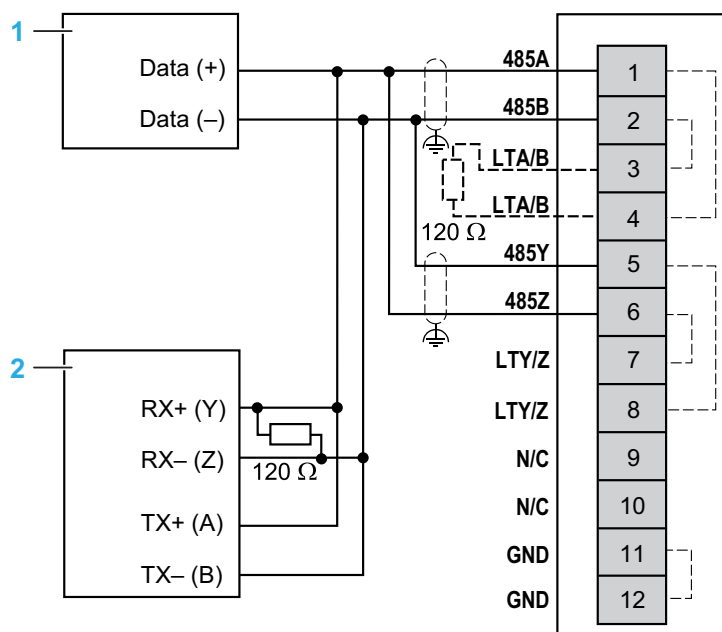 1
Data (+)
Data (–)
485A
1
485B
2
LTA/B
3
LTA/B
4
120 Ω
485Y
5
485Z
6
LTY/Z
7
LTY/Z
8
N/C
9
N/C
10
GND
11
GND
12
2
RX+ (Y)
RX– (Z)
120 Ω
TX+ (A)
TX– (B)